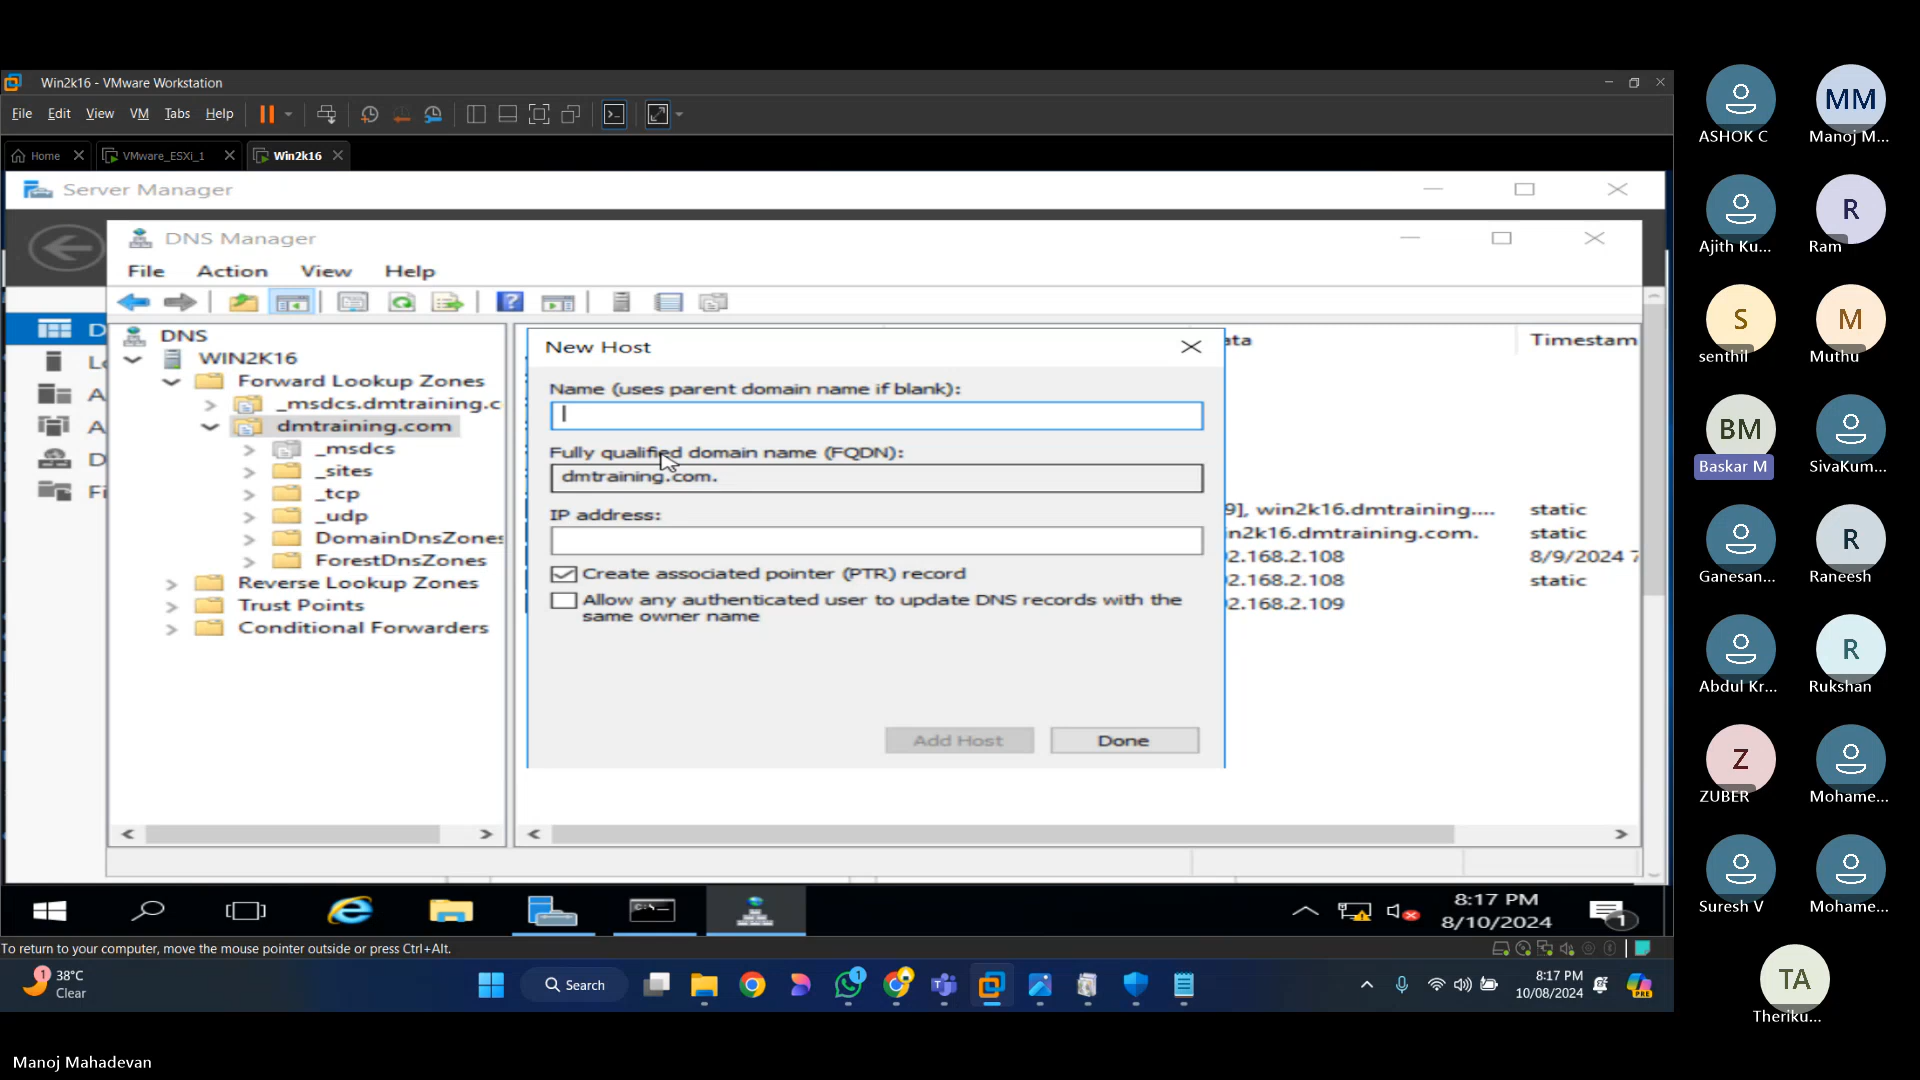 Win2k16 - VMware Workstation
File Edit View VM Tabs Help
Home VMware_ESXi_1 Win2k16
Server Manager
DNS Manager
File Action View Help
DNS
WIN2K16
Forward Lookup Zones
_msdcs.dmtraining.c
dmtraining.com
_msdcs
_sites
_tcp
_udp
DomainDnsZones
ForestDnsZones
Reverse Lookup Zones
Trust Points
Conditional Forwarders
D
Lo
A
A
D
Fi
New Host
Name (uses parent domain name if blank):
Fully qualified domain name (FQDN):
dmtraining.com.
IP address:
Create associated pointer (PTR) record
Allow any authenticated user to update DNS records with the
same owner name
Add Host Done
ata Timestam
9], win2k16.dmtraining.... static
in2k16.dmtraining.com. static
2.168.2.108 8/9/2024 7
2.168.2.108 static
2.168.2.109
8:17 PM
8/10/2024
1
To return to your computer, move the mouse pointer outside or press Ctrl+Alt.
1
38°C
Clear
Search
1
8:17 PM
10/08/2024
PRE
ASHOK C
MM
Manoj M...
Ajith Ku...
R
Ram
S
senthil
M
Muthu
BM
Baskar M
SivaKum...
Ganesan...
R
Raneesh
Abdul Kr...
R
Rukshan
Z
ZUBER
Mohame...
Suresh V
Mohame...
TA
Theriku...
Manoj Mahadevan